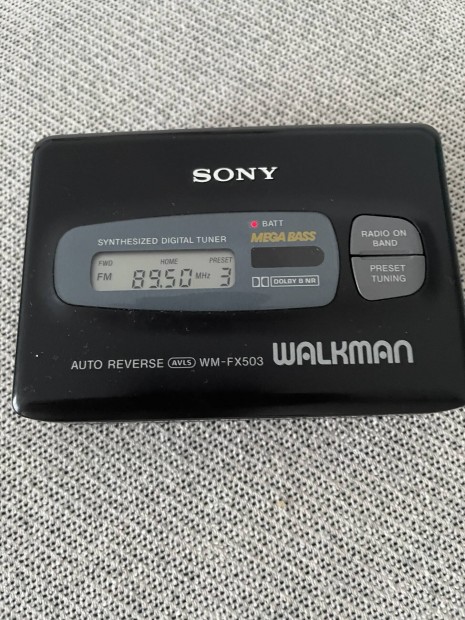 SONY
BATT
MEGA BASS
SYNTHESIZED DIGITAL TUNER
FWD HOME PRESET
FM 89.50 MHz 3
DOLBY B NR
RADIO ON
BAND
PRESET
TUNING
AUTO REVERSE AVLS WM-FX503 WALKMAN